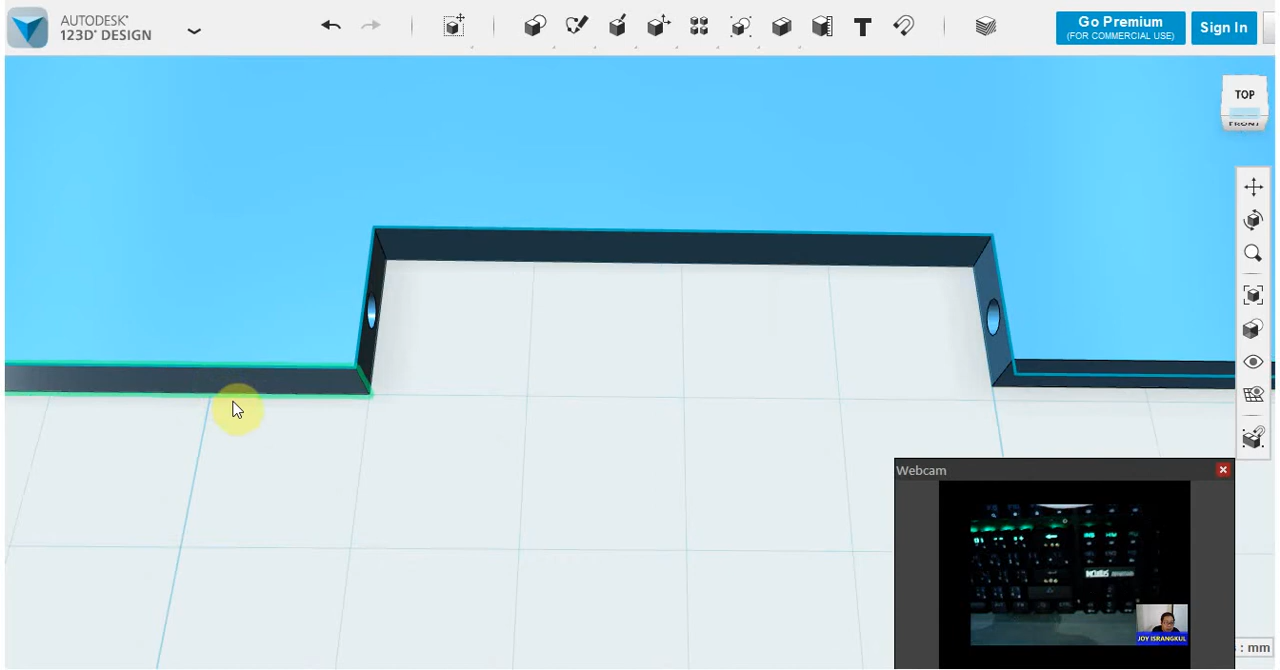 AUTODESK®
123D® DESIGN
T
Go Premium
(FOR COMMERCIAL USE)
Sign In
TOP
FRONT
Webcam
JOY ISRANGKUL
: mm